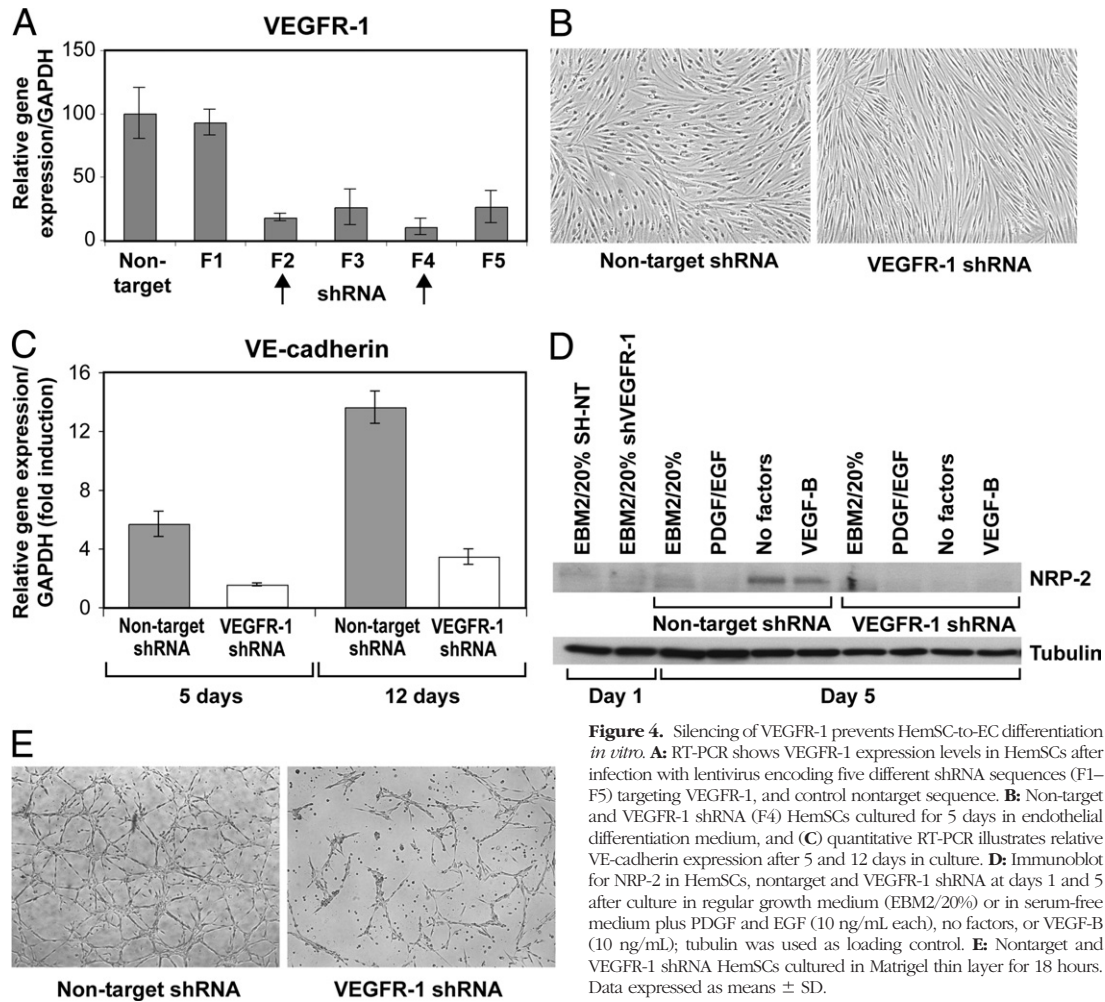 A
VEGFR-1
Relative gene
expression/GAPDH
150
100
50
0
Non-
target
F1
F2
F3
F4
F5
shRNA
B
Non-target shRNA
VEGFR-1 shRNA
C
VE-cadherin
Relative gene expression/
GAPDH (fold induction)
16
12
8
4
0
Non-target
shRNA
VEGFR-1
shRNA
Non-target
shRNA
VEGFR-1
shRNA
5 days
12 days
D
EBM2/20% SH-NT
EBM2/20% shVEGFR-1
EBM2/20%
PDGF/EGF
No factors
VEGF-B
EBM2/20%
PDGF/EGF
No factors
VEGF-B
NRP-2
Non-target shRNA
VEGFR-1 shRNA
Tubulin
Day 1
Day 5
E
Non-target shRNA
VEGFR-1 shRNA
Figure 4. Silencing of VEGFR-1 prevents HemSC-to-EC differentiation
in vitro. A: RT-PCR shows VEGFR-1 expression levels in HemSCs after
infection with lentivirus encoding five different shRNA sequences (F1–
F5) targeting VEGFR-1, and control nontarget sequence. B: Non-target
and VEGFR-1 shRNA (F4) HemSCs cultured for 5 days in endothelial
differentiation medium, and (C) quantitative RT-PCR illustrates relative
VE-cadherin expression after 5 and 12 days in culture. D: Immunoblot
for NRP-2 in HemSCs, nontarget and VEGFR-1 shRNA at days 1 and 5
after culture in regular growth medium (EBM2/20%) or in serum-free
medium plus PDGF and EGF (10 ng/mL each), no factors, or VEGF-B
(10 ng/mL); tubulin was used as loading control. E: Nontarget and
VEGFR-1 shRNA HemSCs cultured in Matrigel thin layer for 18 hours.
Data expressed as means ± SD.